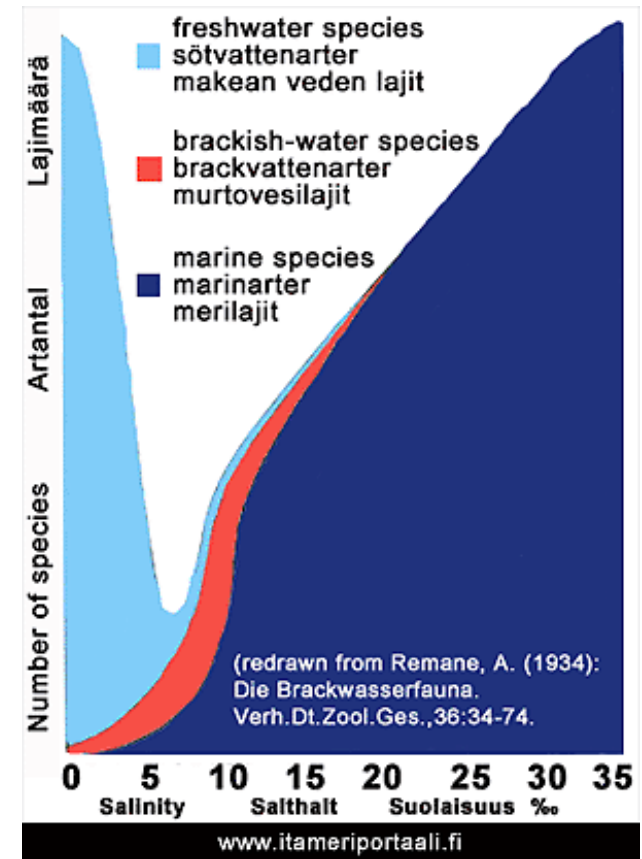 freshwater species
sötvattenarter
makean veden lajit
brackish-water species
brackvattenarter
murtovesilajit
marine species
marinarter
merilajit
Lajimäärä
Artantal
Number of species
(redrawn from Remane, A. (1934):
Die Brackwasserfauna.
Verh.Dt.Zool.Ges.,36:34-74.
0 5 10 15 20 25 30 35
Salinity Salthalt Suolaisuus ‰
www.itameriportaali.fi